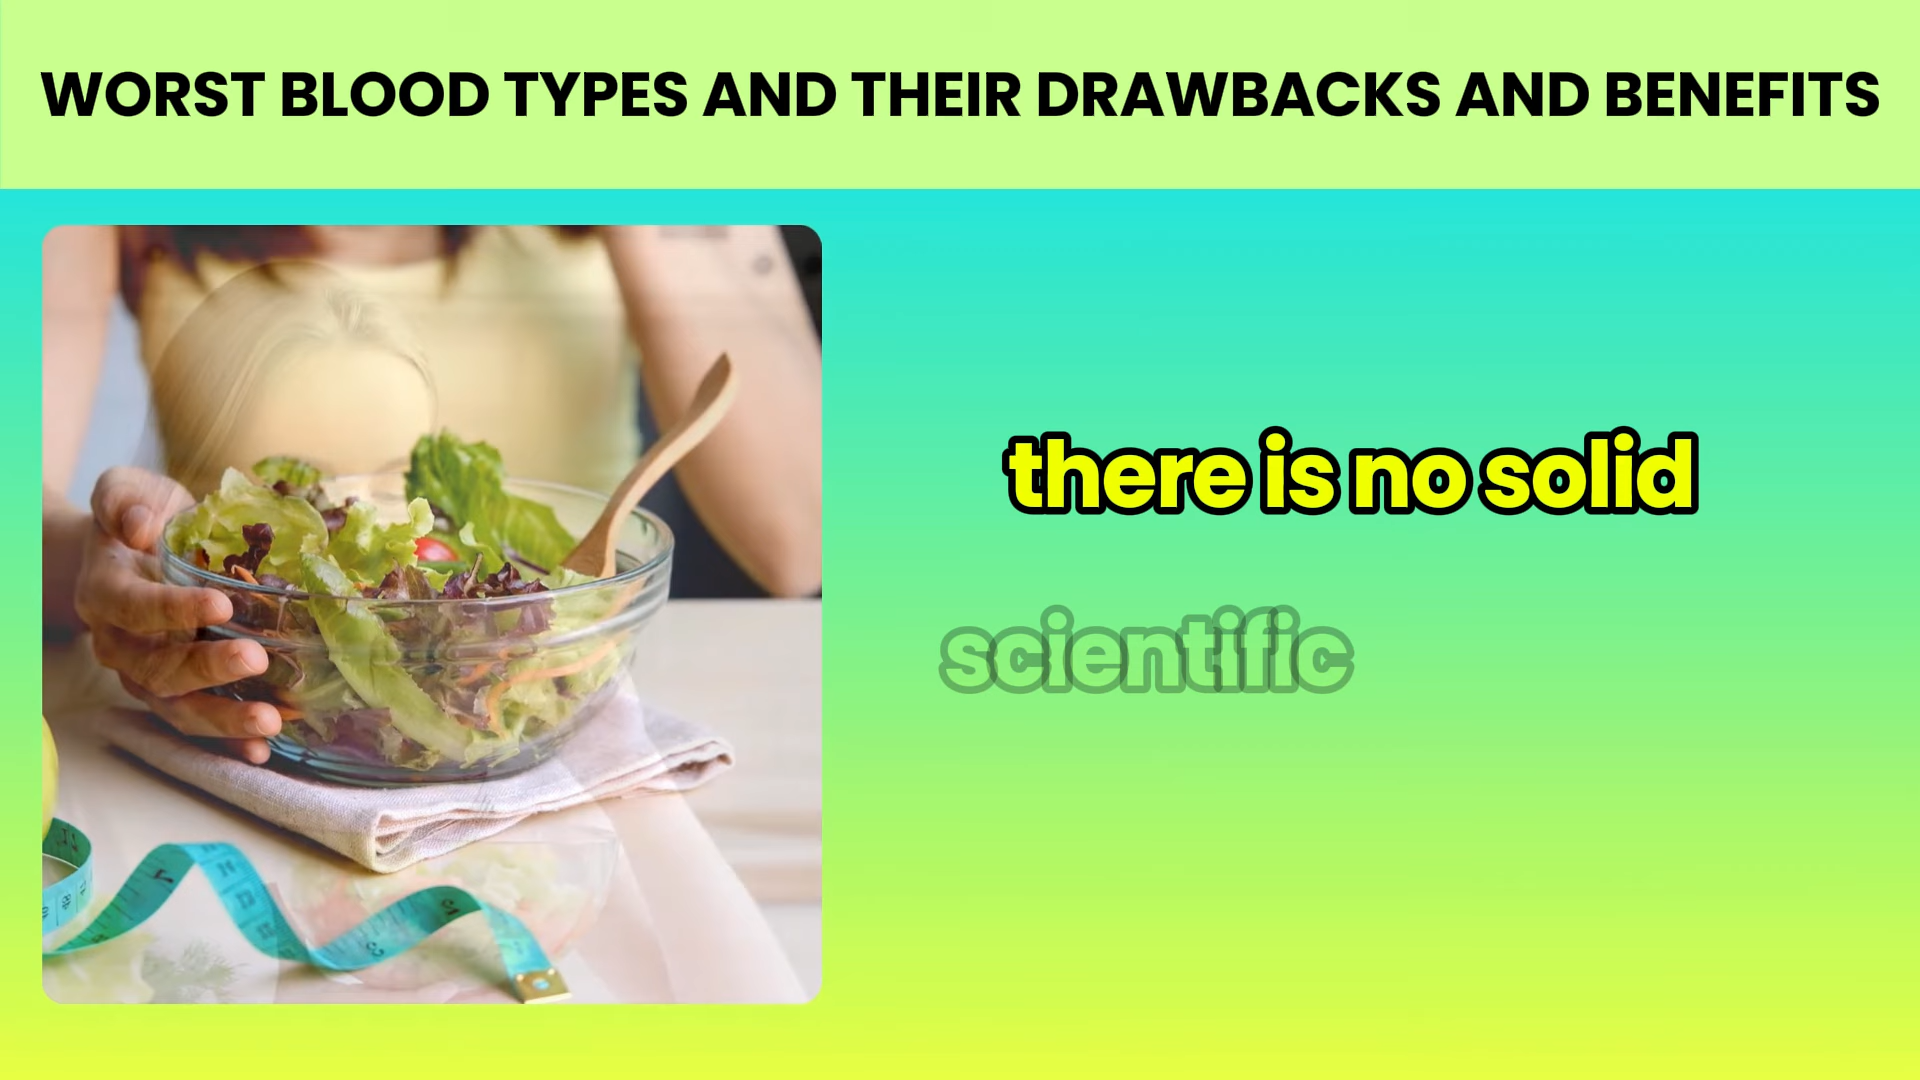 WORST BLOOD TYPES AND THEIR DRAWBACKS AND BENEFITS
there is no solid
scientific